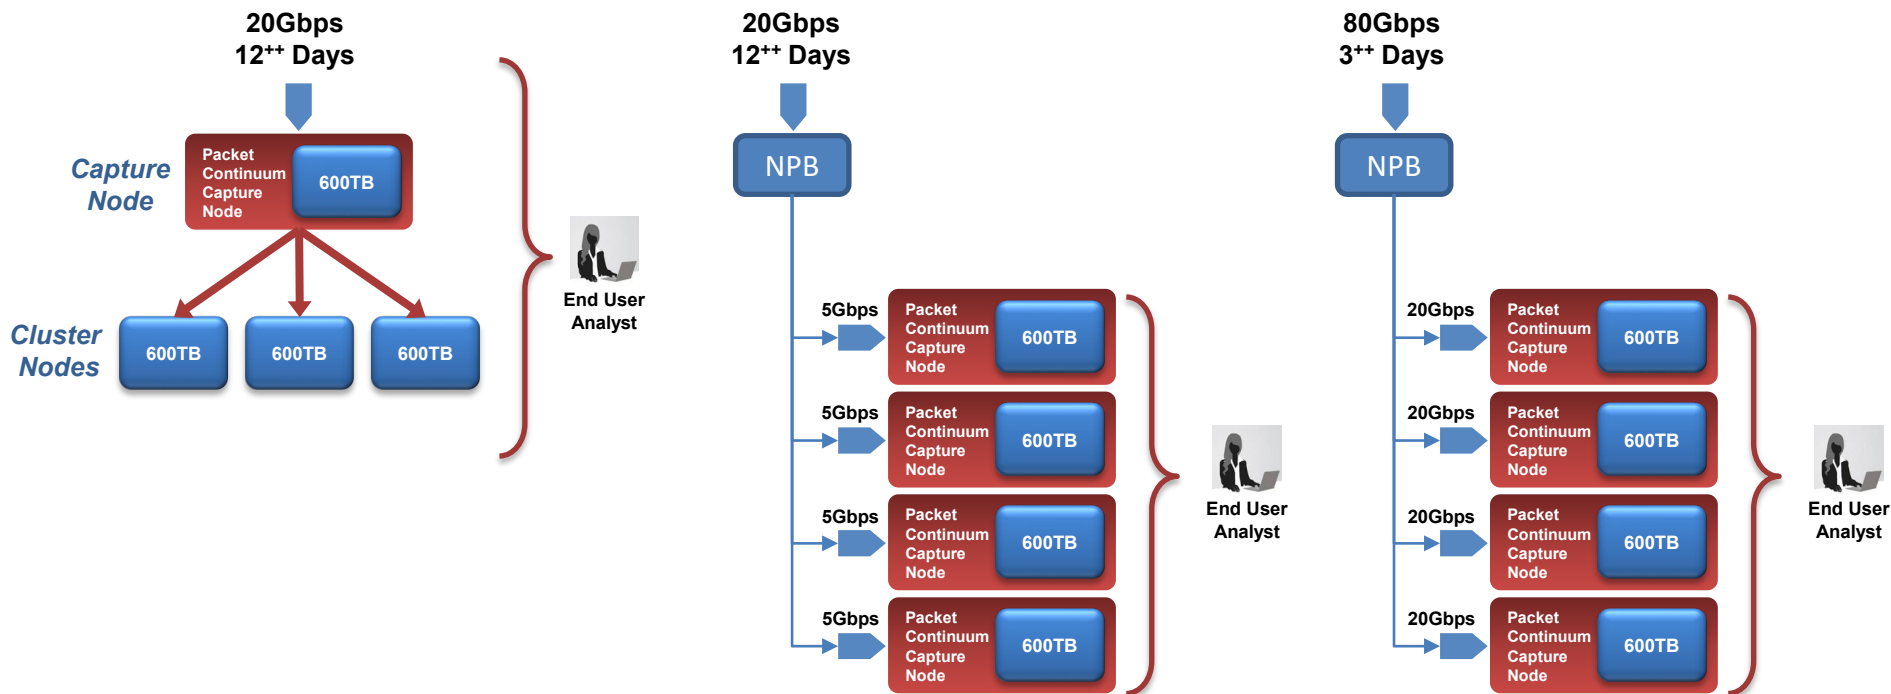 20Gbps
12++ Days
Capture
Node
Packet
Continuum
Capture
Node
600TB
Cluster
Nodes
600TB
600TB
600TB
End User
Analyst
20Gbps
12++ Days
NPB
5Gbps
Packet
Continuum
Capture
Node
600TB
5Gbps
Packet
Continuum
Capture
Node
600TB
5Gbps
Packet
Continuum
Capture
Node
600TB
5Gbps
Packet
Continuum
Capture
Node
600TB
End User
Analyst
80Gbps
3++ Days
NPB
20Gbps
Packet
Continuum
Capture
Node
600TB
20Gbps
Packet
Continuum
Capture
Node
600TB
20Gbps
Packet
Continuum
Capture
Node
600TB
20Gbps
Packet
Continuum
Capture
Node
600TB
End User
Analyst